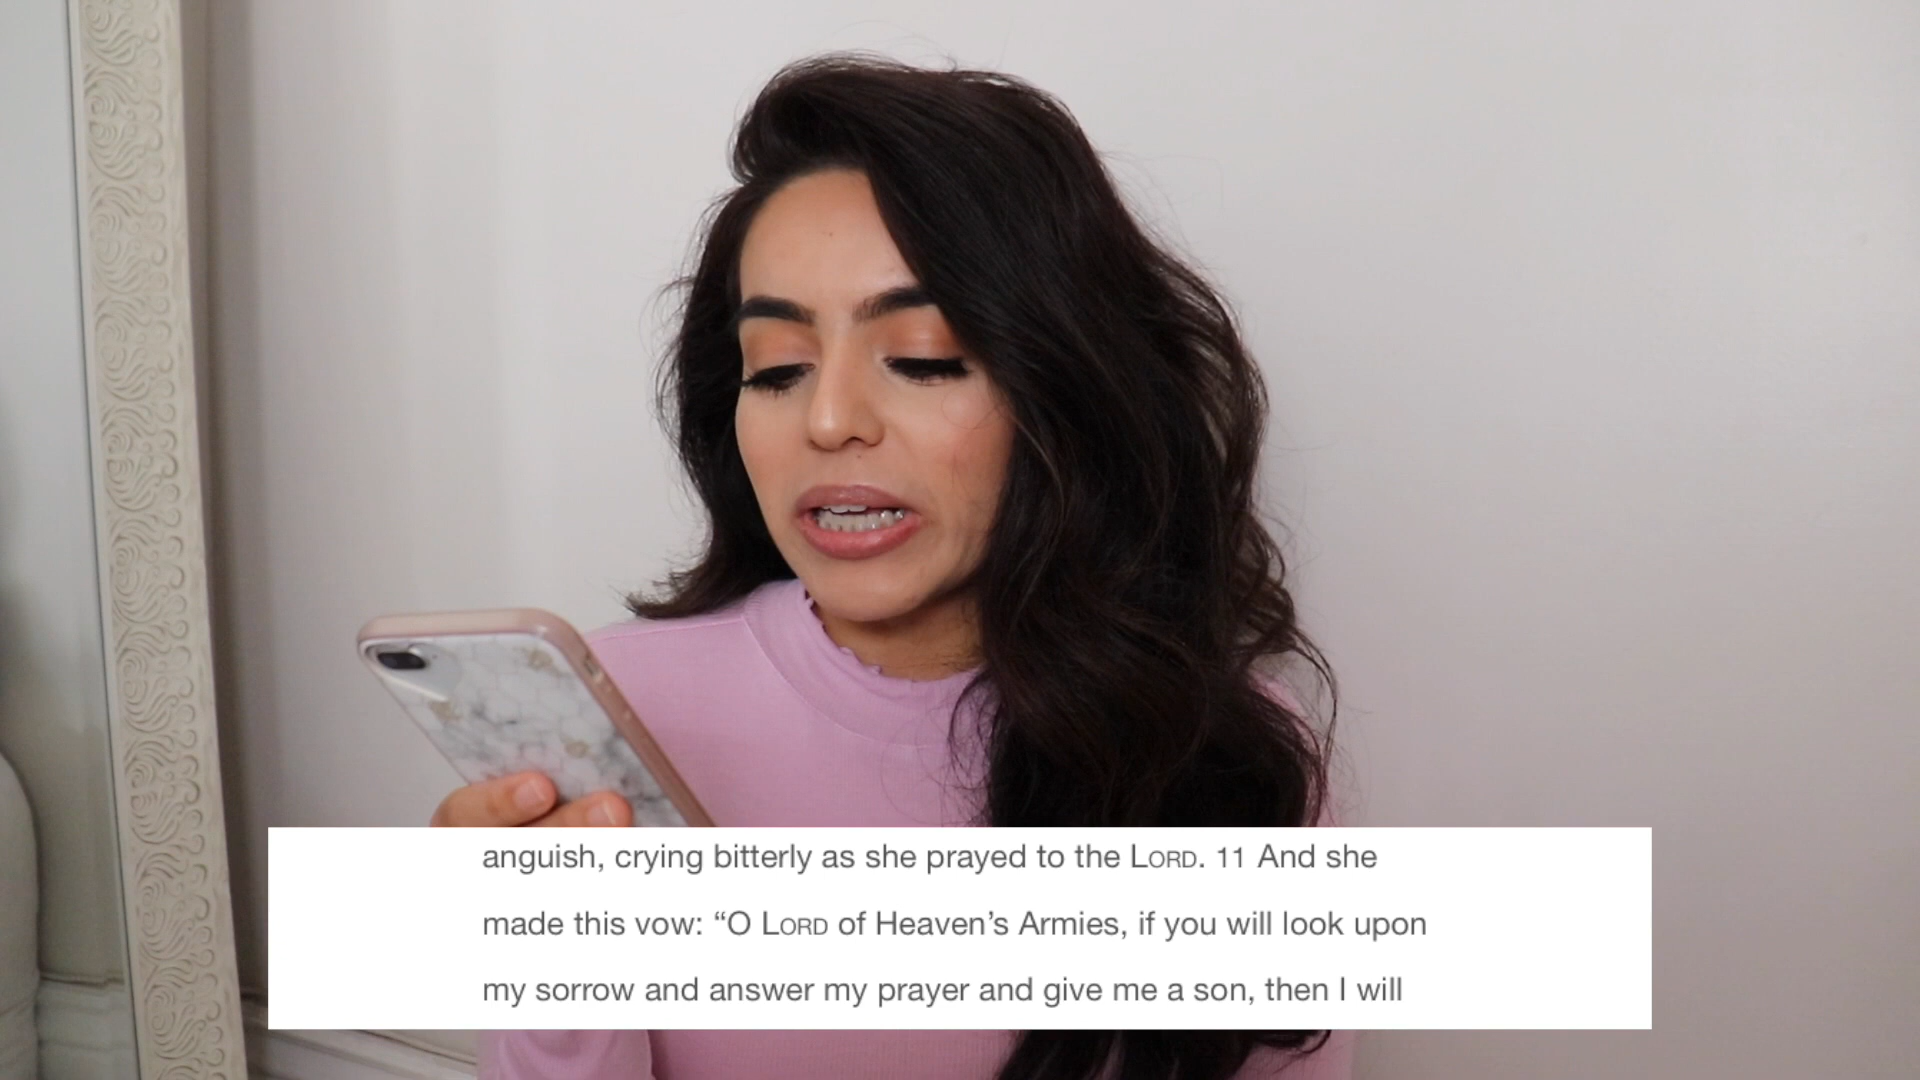 anguish, crying bitterly as she prayed to the LORD. 11 And she
made this vow: “O LORD of Heaven’s Armies, if you will look upon
my sorrow and answer my prayer and give me a son, then I will